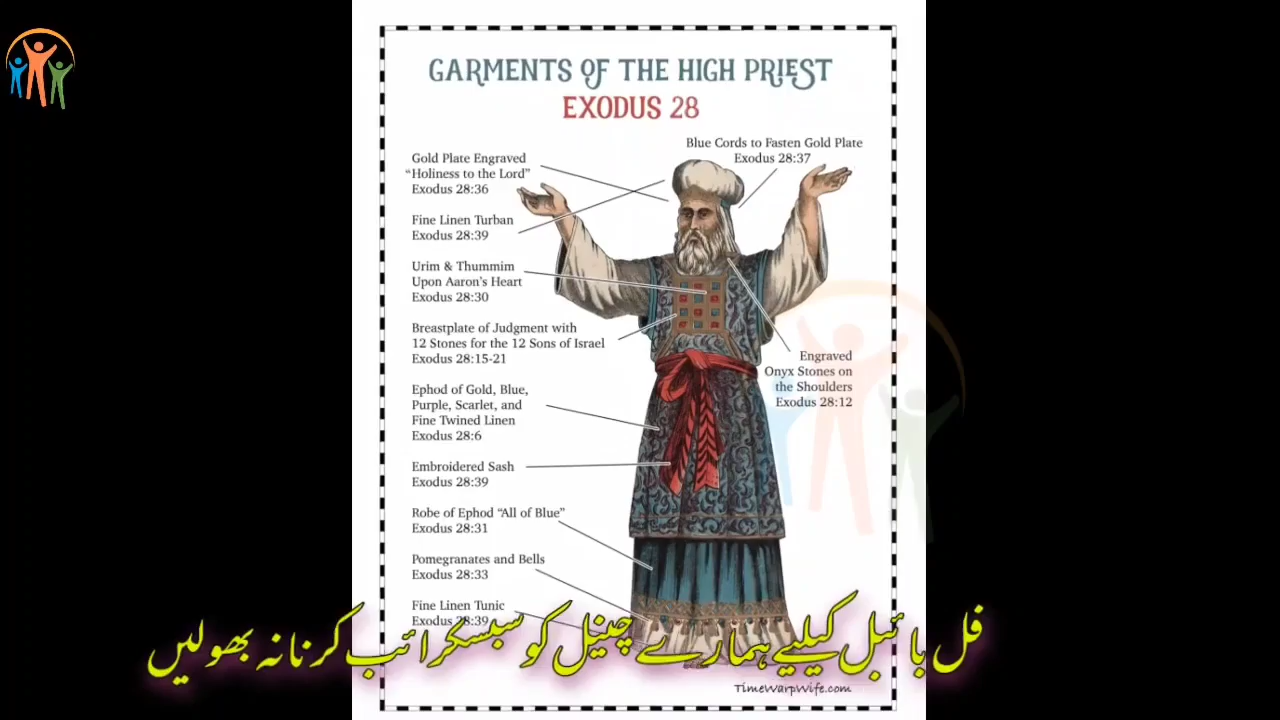 GARMENTS OF THE HIGH PRIEST
EXODUS 28
Blue Cords to Fasten Gold Plate
Exodus 28:37
Gold Plate Engraved
“Holiness to the Lord”
Exodus 28:36
Fine Linen Turban
Exodus 28:39
Urim & Thummim
Upon Aaron's Heart
Exodus 28:30
Breastplate of Judgment with
12 Stones for the 12 Sons of Israel
Exodus 28:15-21
Engraved
Onyx Stones on
the Shoulders
Exodus 28:12
Ephod of Gold, Blue,
Purple, Scarlet, and
Fine Twined Linen
Exodus 28:6
Embroidered Sash
Exodus 28:39
Robe of Ephod “All of Blue”
Exodus 28:31
Pomegranates and Bells
Exodus 28:33
Fine Linen Tunic
Exodus 28:39
فل بائبل کیلیے ہمارے چینل کو سبسکرائب کرنا نہ بھولیں
TimeWarpWife.com